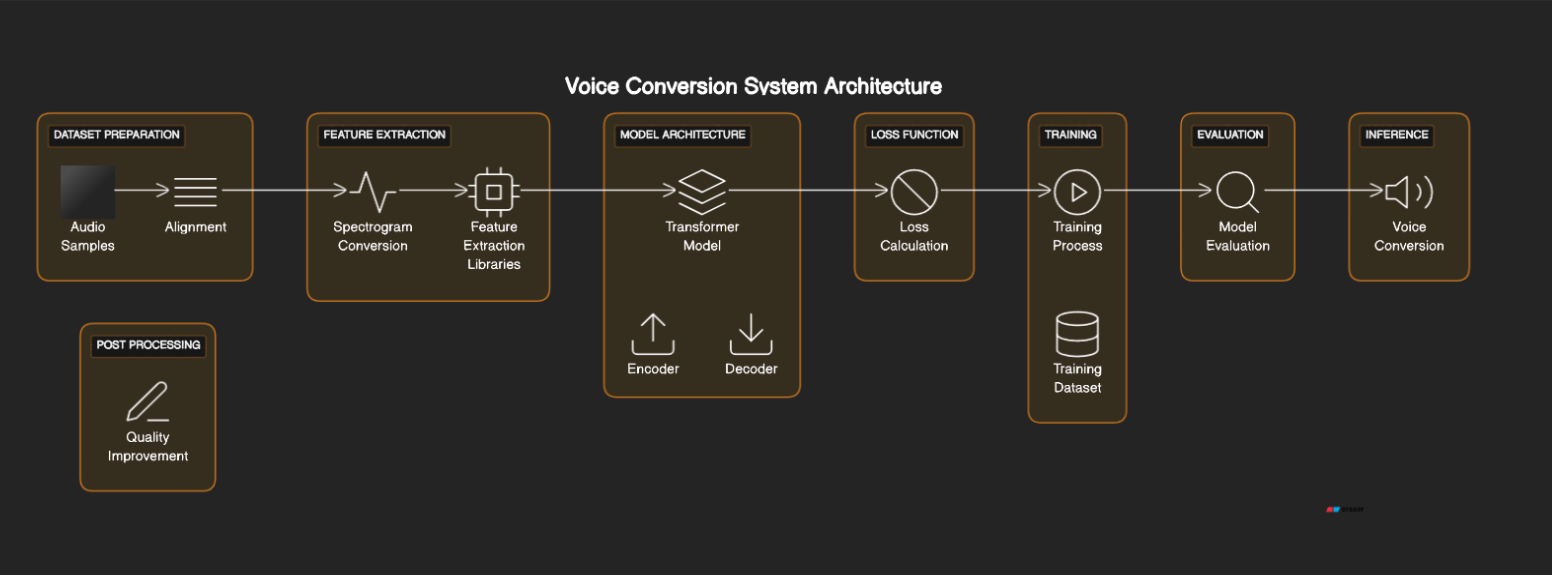 Voice Conversion System Architecture
DATASET PREPARATION
Audio
Samples
Alignment
FEATURE EXTRACTION
Spectrogram
Conversion
Feature
Extraction
Libraries
MODEL ARCHITECTURE
Transformer
Model
Encoder
Decoder
LOSS FUNCTION
Loss
Calculation
TRAINING
Training
Process
Training
Dataset
EVALUATION
Model
Evaluation
INFERENCE
Voice
Conversion
POST PROCESSING
Quality
Improvement